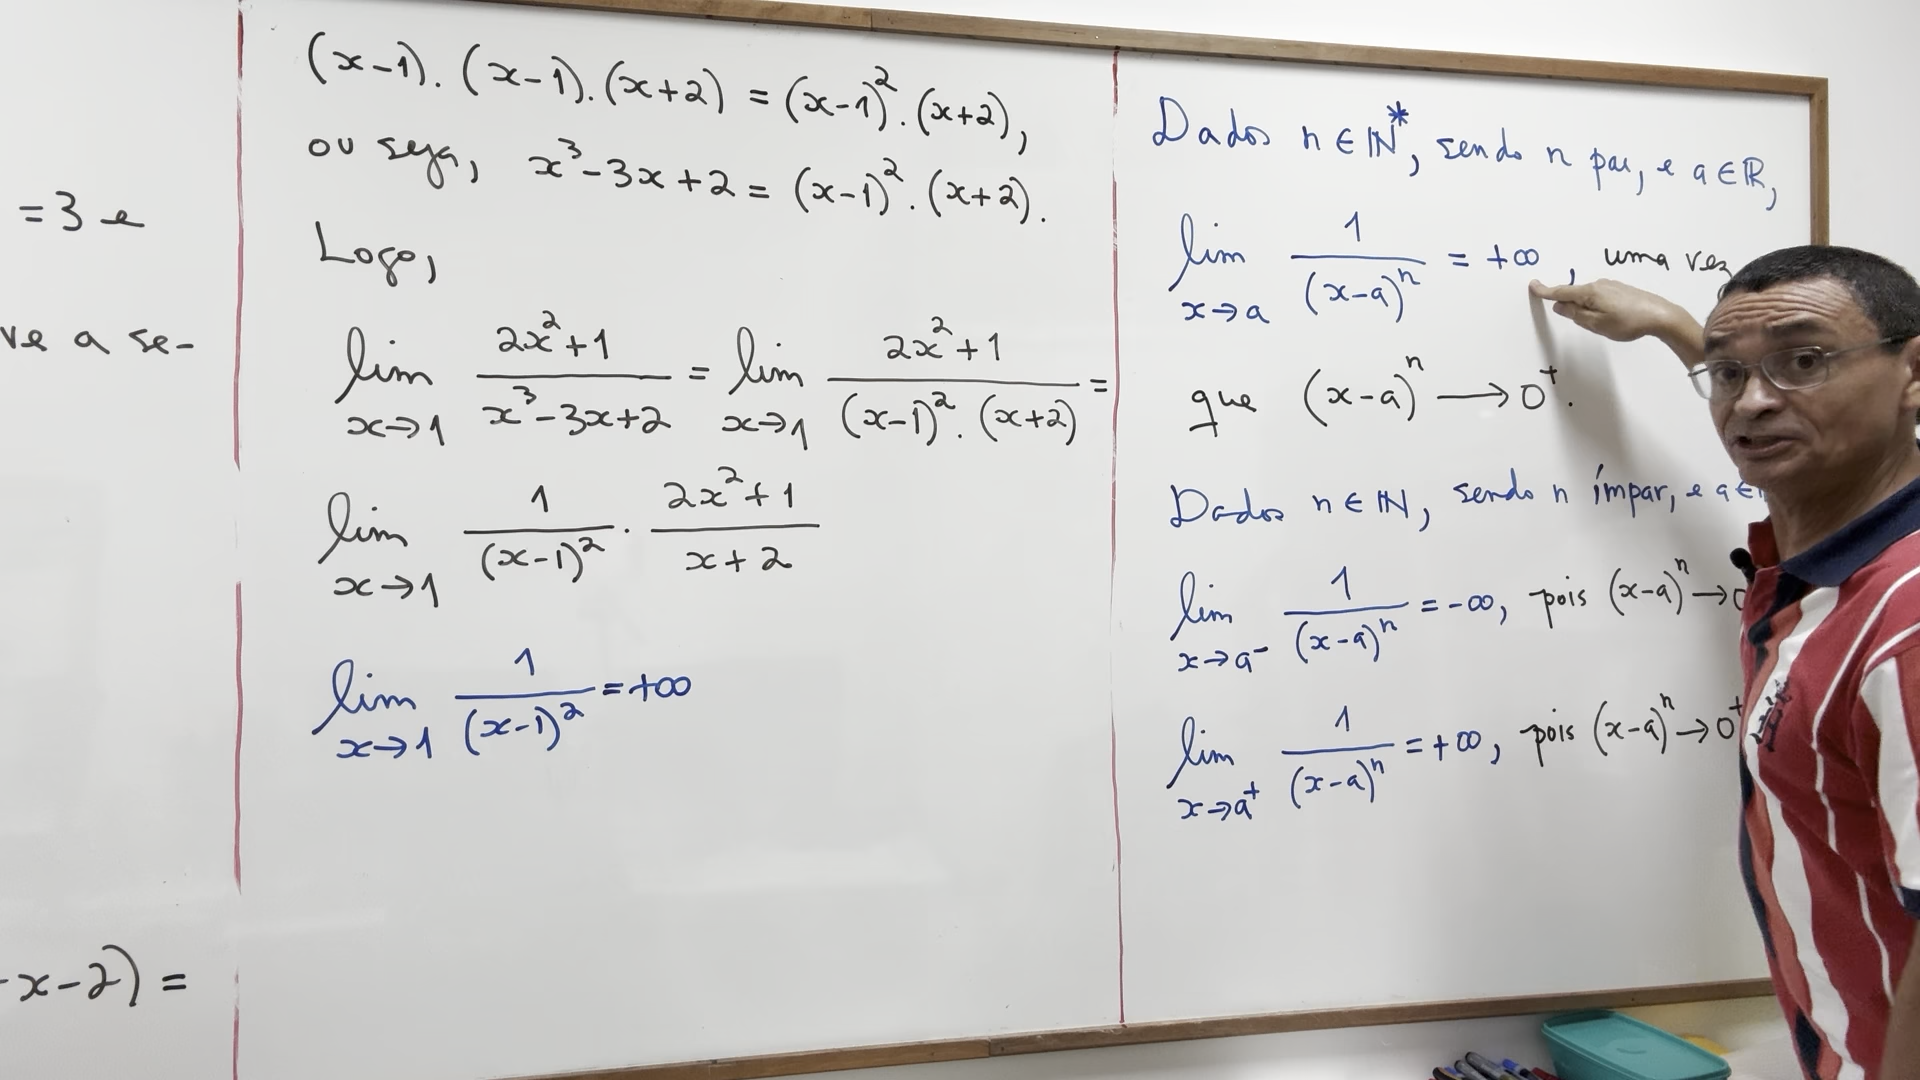 = 3 e
ve a se-
x-2) =
(x-1).(x-1).(x+2) = (x-1)².(x+2),
ou seja, x³-3x+2 = (x-1)².(x+2).
Logo,
lim x→1 (2x²+1)/(x³-3x+2) = lim x→1 (2x²+1)/((x-1)².(x+2)) =
lim x→1 1/(x-1)² . (2x²+1)/(x+2)
lim x→1 1/(x-1)² = +∞
Dados n ∈ ℕ*, sendo n par, e a ∈ ℝ,
lim x→a 1/(x-a)ⁿ = +∞, uma vez
que (x-a)ⁿ → 0⁺.
Dados n ∈ ℕ, sendo n ímpar, e a ∈
lim x→a⁻ 1/(x-a)ⁿ = -∞, pois (x-a)ⁿ → 0
lim x→a⁺ 1/(x-a)ⁿ = +∞, pois (x-a)ⁿ → 0⁺